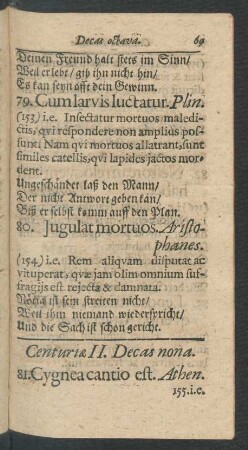 Decas octava. 69
Deinen Freund halt stets im Sinn/
Weil er lebt/ gib ihn nicht hin/
Es kan seyn offt dein Gewinn.
79. Cum larvis luctatur. Plin.
(153) i.e. Insectatur mortuos maledi-
ctis, qvi respondere non amplius pos-
sunt. Nam qvi mortuos allatrant, sunt
similes catellis, qvi lapides jactos mor-
dent.
Ungeschändet laß den Mann/
Der nicht Antwort geben kan/
Biß er selbst komm auff den Plan.
80. Jugulat mortuos. Aristo-
phanes.
(154) i.e. Rem aliqvam disputat ac
vituperat, qvæ jam olim omnium suf-
fragijs est rejecta & damnata.
ist sein streiten nicht/
Weil ihm niemand wiederspricht/
Und die Sach ist schon gericht.
Centuriæ II. Decas nona.
81. Cygnea cantio est. Athen.
155. i.e.